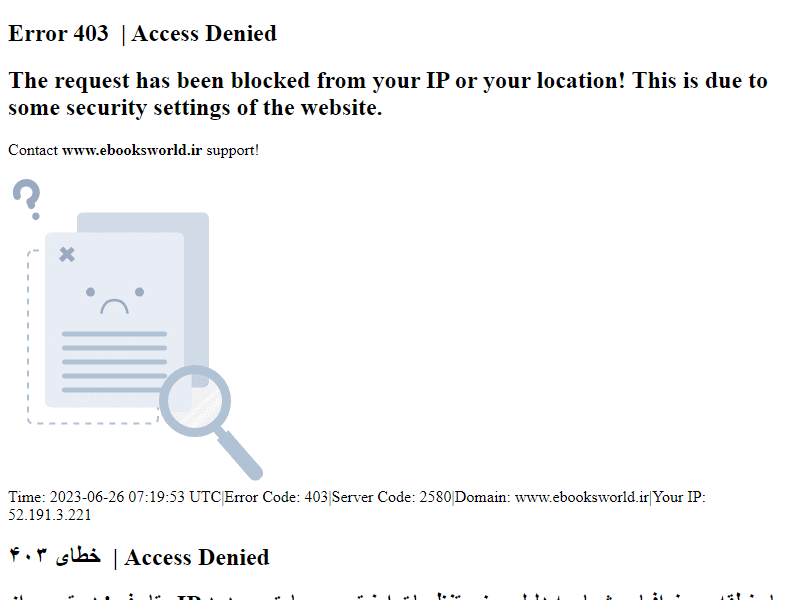 Error 403 | Access Denied
The request has been blocked from your IP or your location! This is due to
some security settings of the website.
Contact www.ebooksworld.ir support!
Time: 2023-06-26 07:19:53 UTC|Error Code: 403|Server Code: 2580|Domain: www.ebooksworld.ir|Your IP:
52.191.3.221
خطای ۴۰۳ | Access Denied